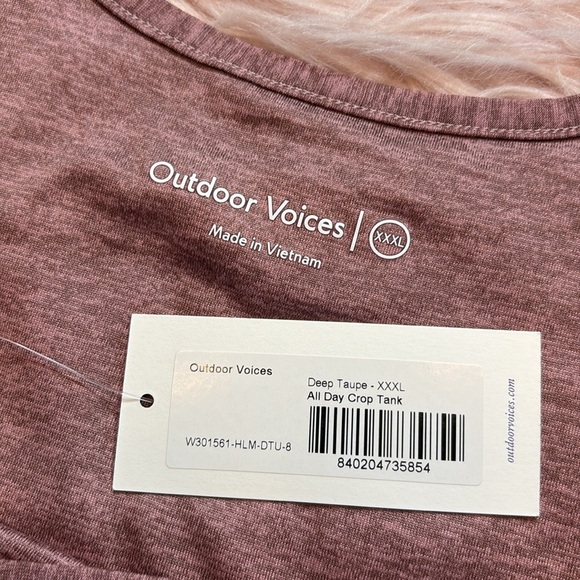 Outdoor Voices | XXXL
Made in Vietnam
Outdoor Voices
Deep Taupe - XXXL
All Day Crop Tank
W301561-HLM-DTU-8
840204735854
outdoorvoices.com